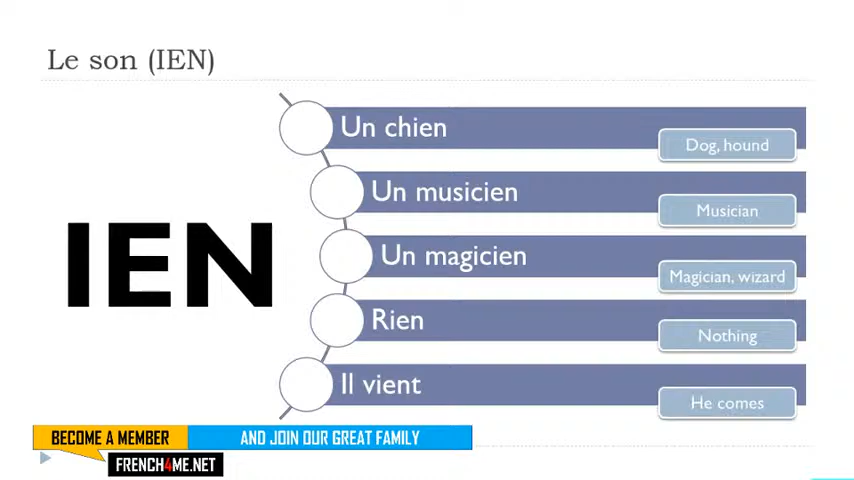 Le son (IEN)
IEN
Un chien
Dog, hound
Un musicien
Musician
Un magicien
Magician, wizard
Rien
Nothing
Il vient
He comes
BECOME A MEMBER
AND JOIN OUR GREAT FAMILY
FRENCH4ME.NET